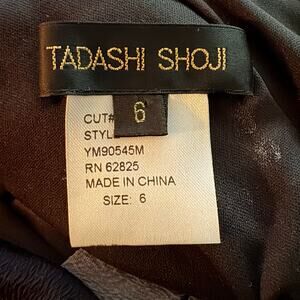 TADASHI SHOJI
6
CUT#
STYL
YM90545M
RN 62825
MADE IN CHINA
SIZE: 6